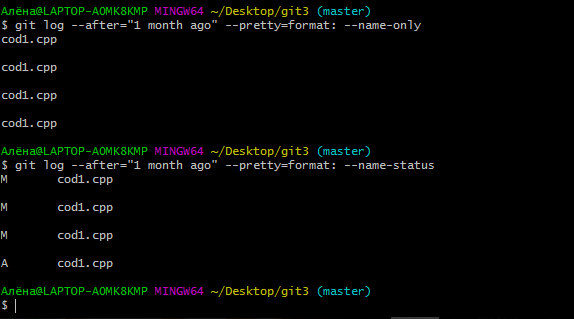 Алёна@LAPTOP-AOMK8KMP MINGW64 ~/Desktop/git3 (master)
$ git log --after="1 month ago" --pretty=format: --name-only
cod1.cpp
cod1.cpp
cod1.cpp
cod1.cpp
Алёна@LAPTOP-AOMK8KMP MINGW64 ~/Desktop/git3 (master)
$ git log --after="1 month ago" --pretty=format: --name-status
M       cod1.cpp
M       cod1.cpp
M       cod1.cpp
A       cod1.cpp
Алёна@LAPTOP-AOMK8KMP MINGW64 ~/Desktop/git3 (master)
$